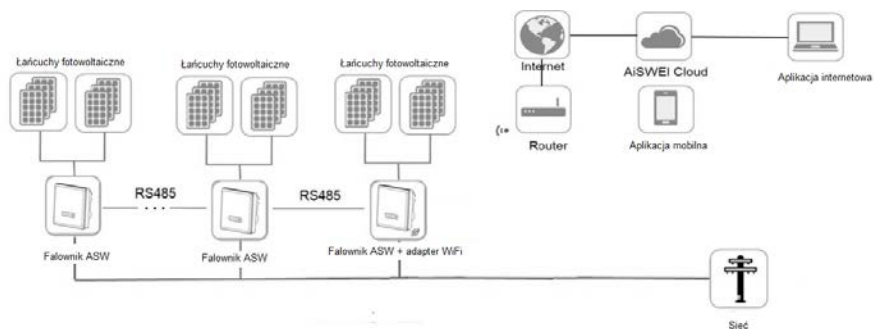 Łańcuchy fotowoltaiczne
Łańcuchy fotowoltaiczne
Łańcuchy fotowoltaiczne
Internet
AiSWEI Cloud
Aplikacja internetowa
Router
Aplikacja mobilna
RS485
...
RS485
Falownik ASW
Falownik ASW
Falownik ASW + adapter WiFi
Sieć